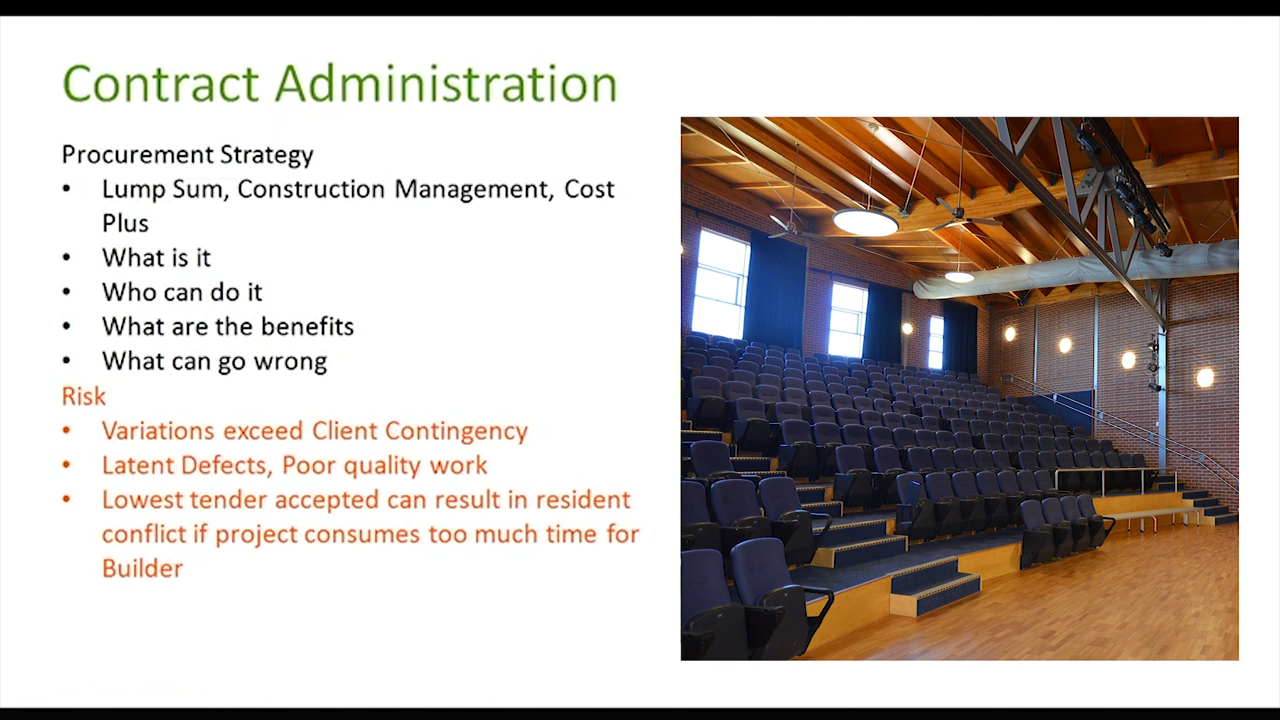 Contract Administration
Procurement Strategy
• Lump Sum, Construction Management, Cost
Plus
• What is it
• Who can do it
• What are the benefits
• What can go wrong
Risk
• Variations exceed Client Contingency
• Latent Defects, Poor quality work
• Lowest tender accepted can result in resident
conflict if project consumes too much time for
Builder